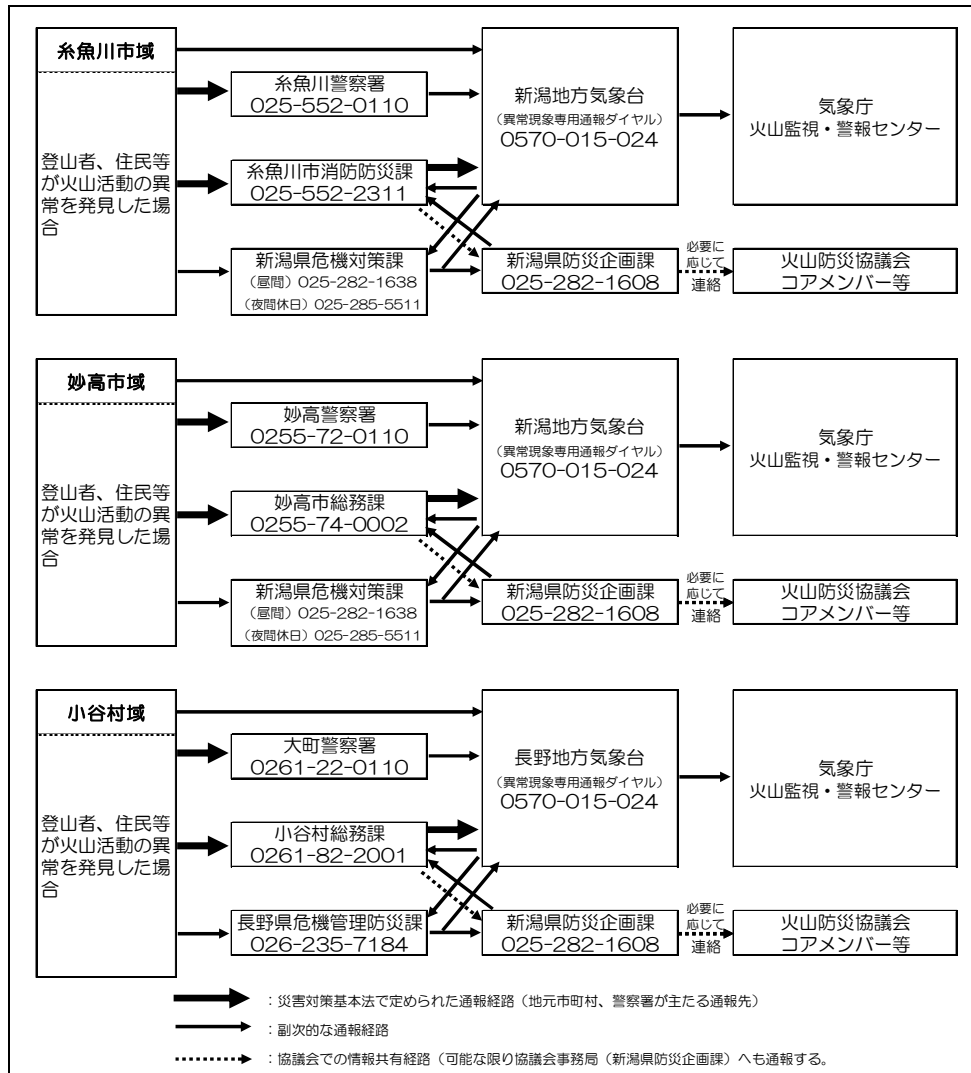 糸魚川市域
登山者、住民等
が火山活動の異
常を発見した場
合
糸魚川警察署
025-552-0110
糸魚川市消防防災課
025-552-2311
新潟県危機対策課
（昼間）025-282-1638
（夜間休日）025-285-5511
新潟地方気象台
（異常現象専用通報ダイヤル）
0570-015-024
新潟県防災企画課
025-282-1608
必要に
応じて
連絡
気象庁
火山監視・警報センター
火山防災協議会
コアメンバー等
妙高市域
登山者、住民等
が火山活動の異
常を発見した場
合
妙高警察署
0255-72-0110
妙高市総務課
0255-74-0002
新潟県危機対策課
（昼間）025-282-1638
（夜間休日）025-285-5511
新潟地方気象台
（異常現象専用通報ダイヤル）
0570-015-024
新潟県防災企画課
025-282-1608
必要に
応じて
連絡
気象庁
火山監視・警報センター
火山防災協議会
コアメンバー等
小谷村域
登山者、住民等
が火山活動の異
常を発見した場
合
大町警察署
0261-22-0110
小谷村総務課
0261-82-2001
長野県危機管理防災課
026-235-7184
長野地方気象台
（異常現象専用通報ダイヤル）
0570-015-024
新潟県防災企画課
025-282-1608
必要に
応じて
連絡
気象庁
火山監視・警報センター
火山防災協議会
コアメンバー等
：災害対策基本法で定められた通報経路（地元市町村、警察署が主たる通報先）
：副次的な通報経路
：協議会での情報共有経路（可能な限り協議会事務局（新潟県防災企画課）へも通報する。